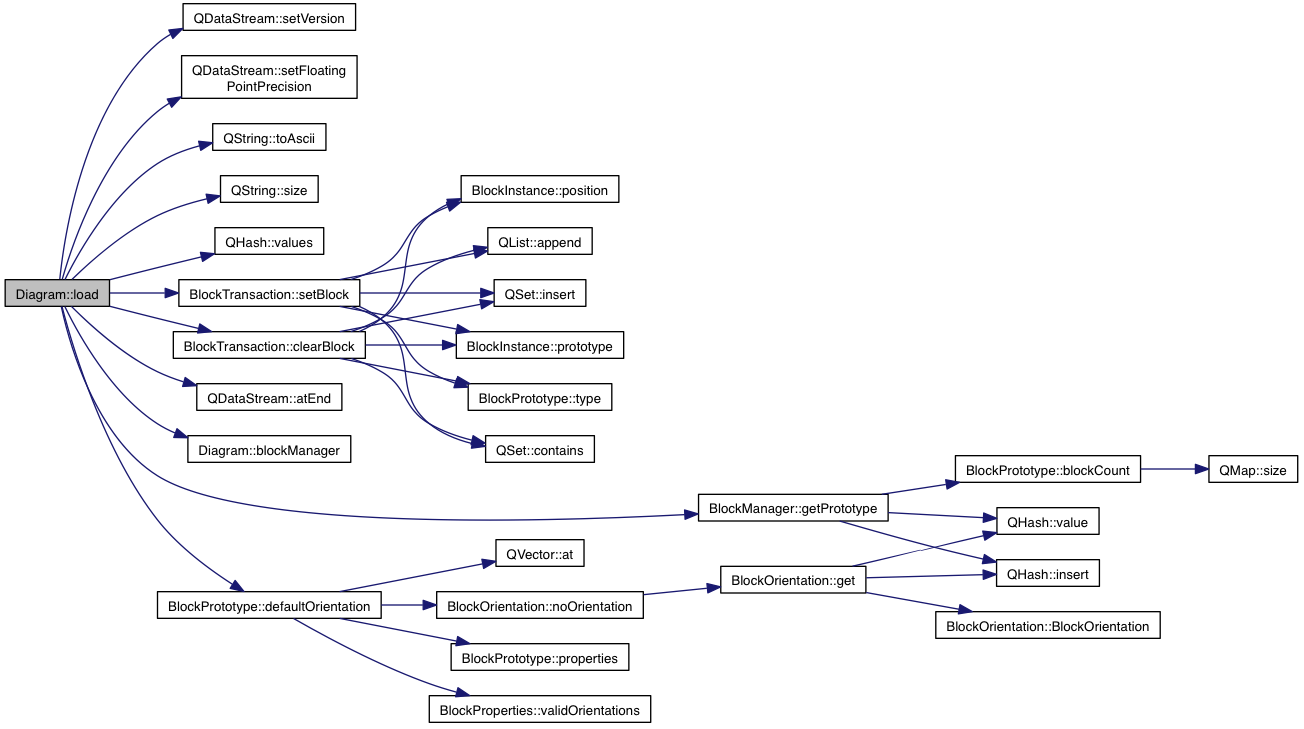 QDataStream::setVersion
QDataStream::setFloating
PointPrecision
QString::toAscii
QString::size
QHash::values
Diagram::load
BlockTransaction::setBlock
BlockTransaction::clearBlock
QDataStream::atEnd
Diagram::blockManager
BlockPrototype::defaultOrientation
BlockInstance::position
QList::append
QSet::insert
BlockInstance::prototype
BlockPrototype::type
QSet::contains
QVector::at
BlockOrientation::noOrientation
BlockPrototype::properties
BlockProperties::validOrientations
BlockManager::getPrototype
BlockOrientation::get
BlockPrototype::blockCount
QHash::value
QHash::insert
BlockOrientation::BlockOrientation
QMap::size